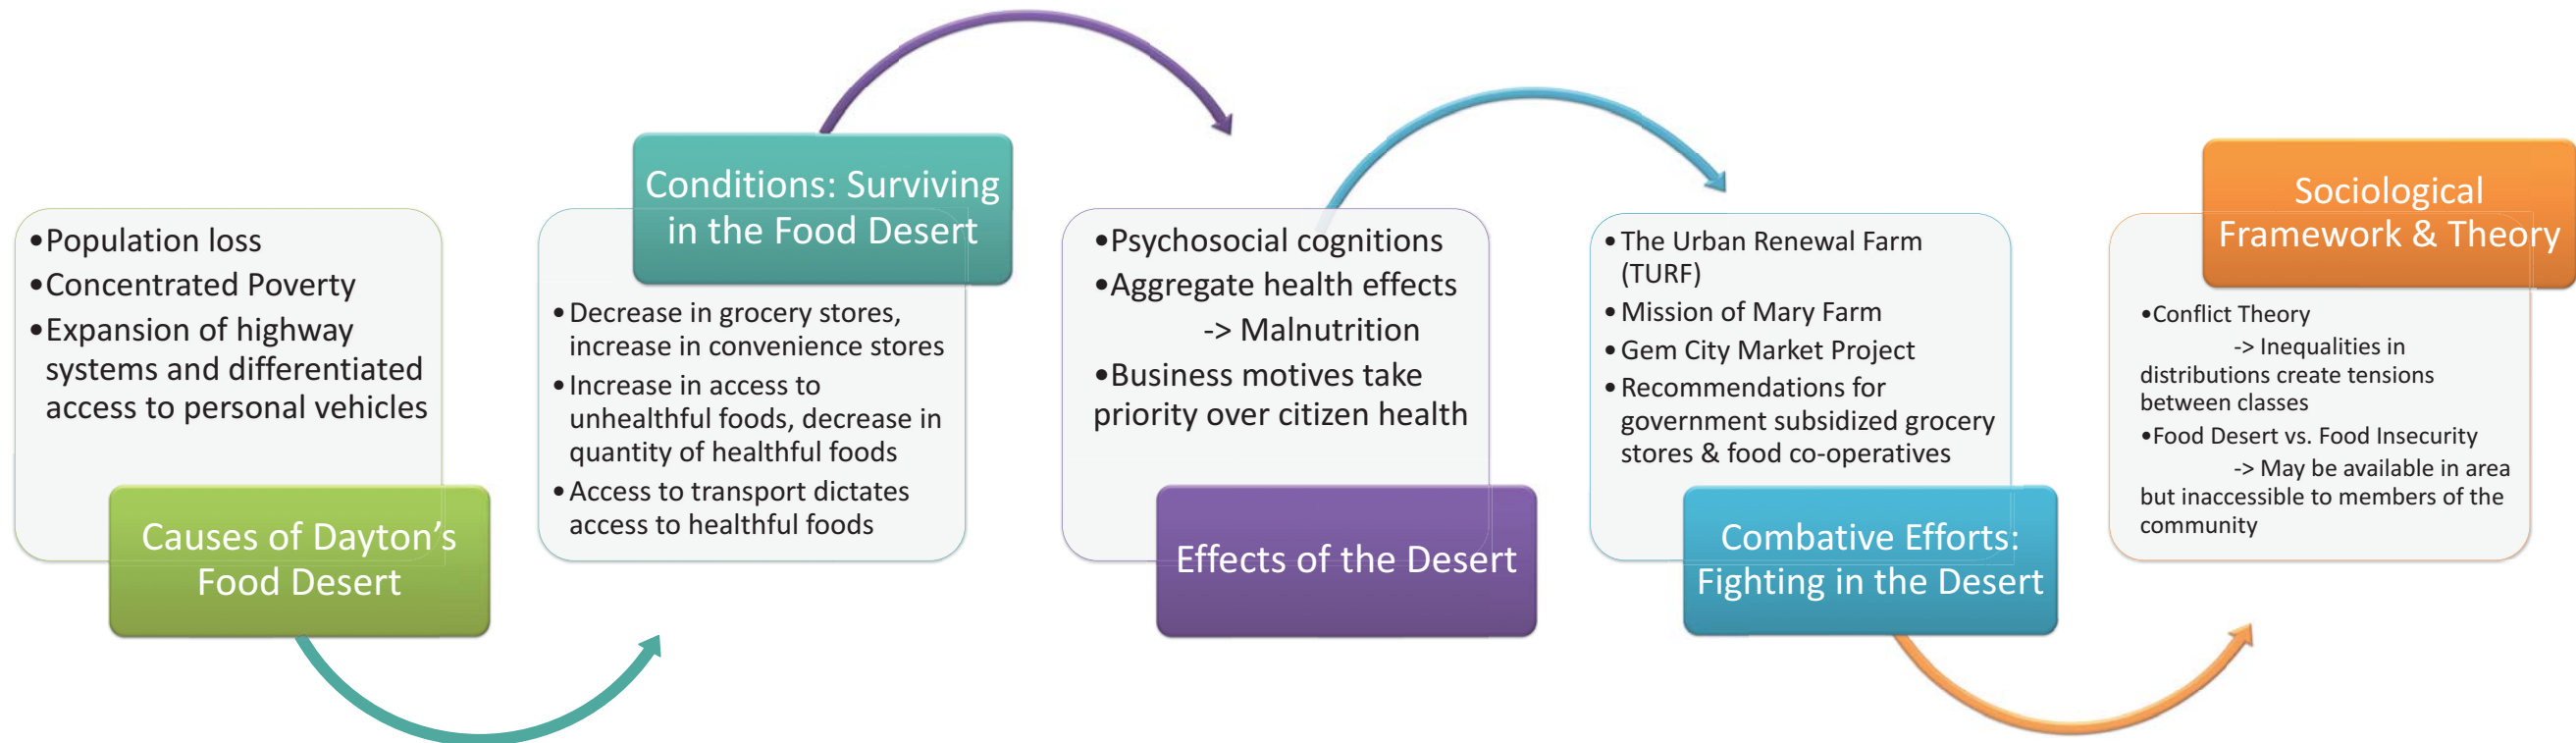 •Population loss
•Concentrated Poverty
•Expansion of highway
systems and differentiated
access to personal vehicles
Causes of Dayton’s
Food Desert
Conditions: Surviving
in the Food Desert
•Decrease in grocery stores,
increase in convenience stores
•Increase in access to
unhealthful foods, decrease in
quantity of healthful foods
•Access to transport dictates
access to healthful foods
•Psychosocial cognitions
•Aggregate health effects
-> Malnutrition
•Business motives take
priority over citizen health
Effects of the Desert
•The Urban Renewal Farm
(TURF)
•Mission of Mary Farm
•Gem City Market Project
•Recommendations for
government subsidized grocery
stores & food co-operatives
Combative Efforts:
Fighting in the Desert
Sociological
Framework & Theory
•Conflict Theory
-> Inequalities in
distributions create tensions
between classes
•Food Desert vs. Food Insecurity
-> May be available in area
but inaccessible to members of the
community